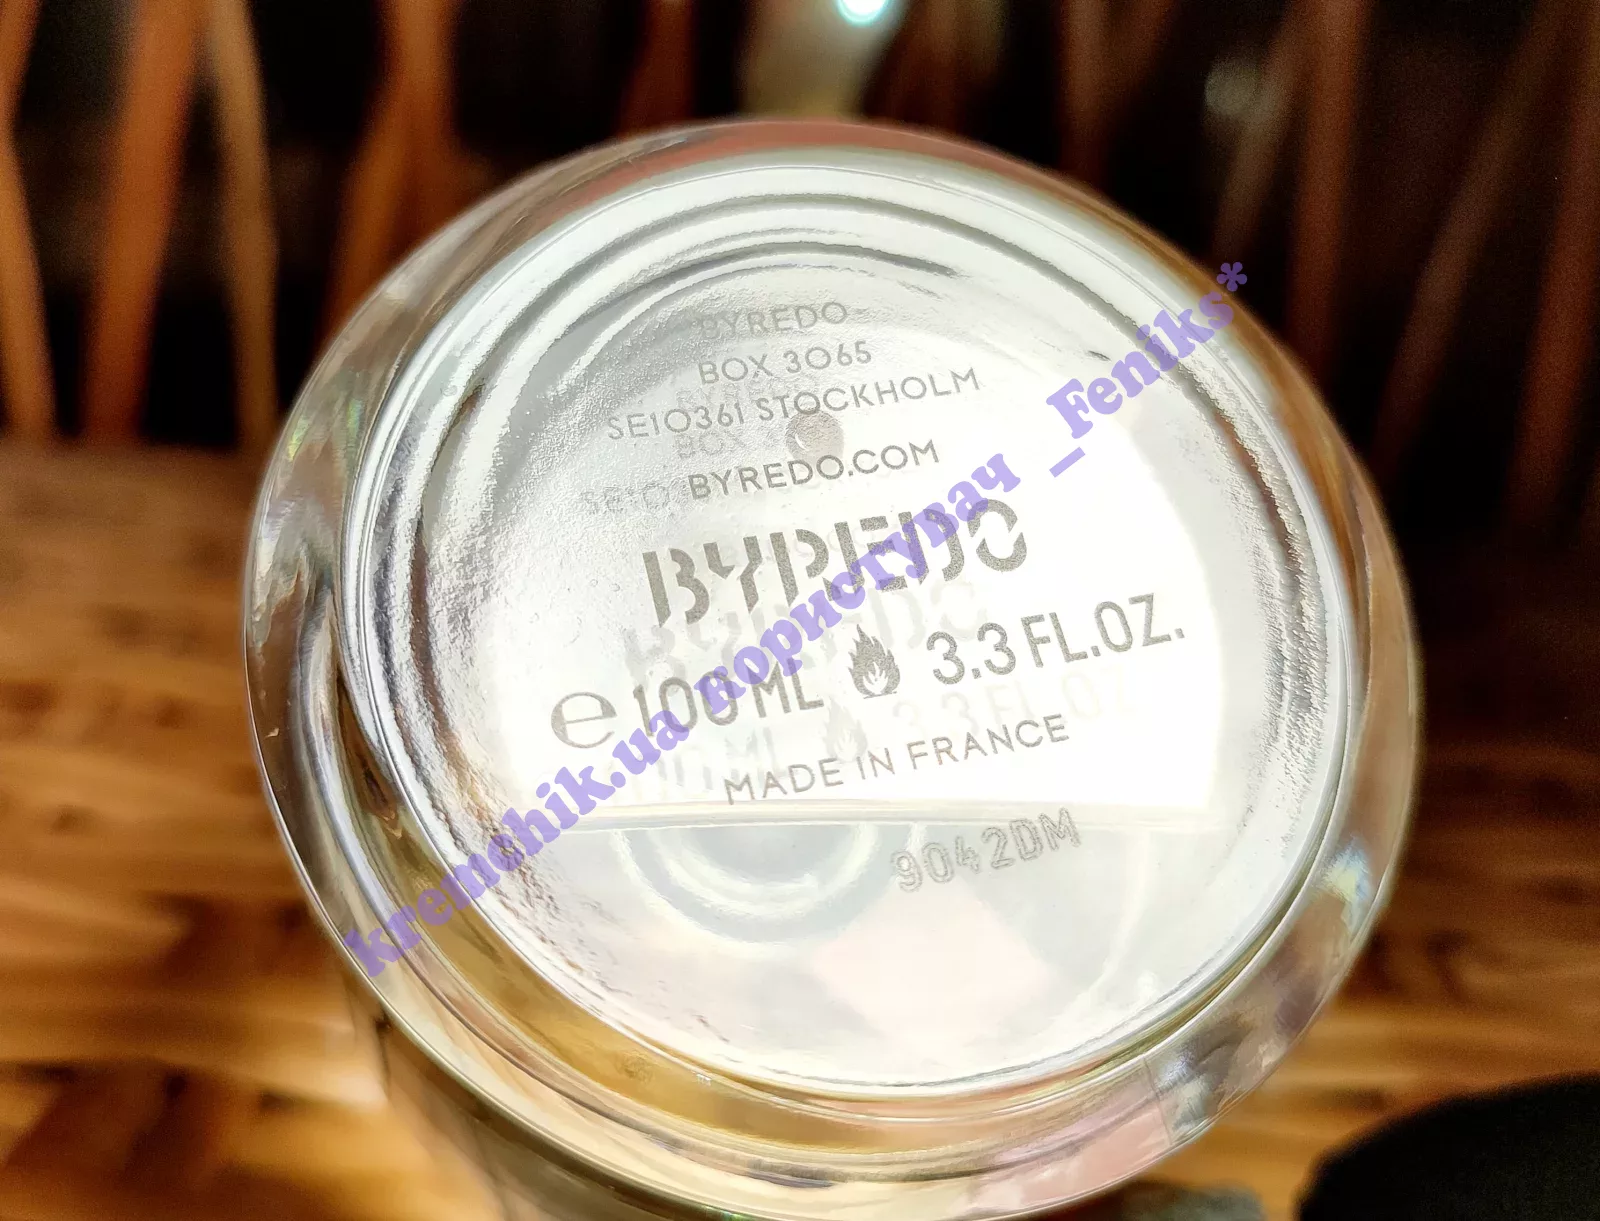 BYREDO
BOX 3065
SE10361 STOCKHOLM
BYREDO.COM
BYREDO
℮ 100 ML 3.3 FL.OZ.
MADE IN FRANCE
9042DM
kremchik.ua користувач _Feniks*